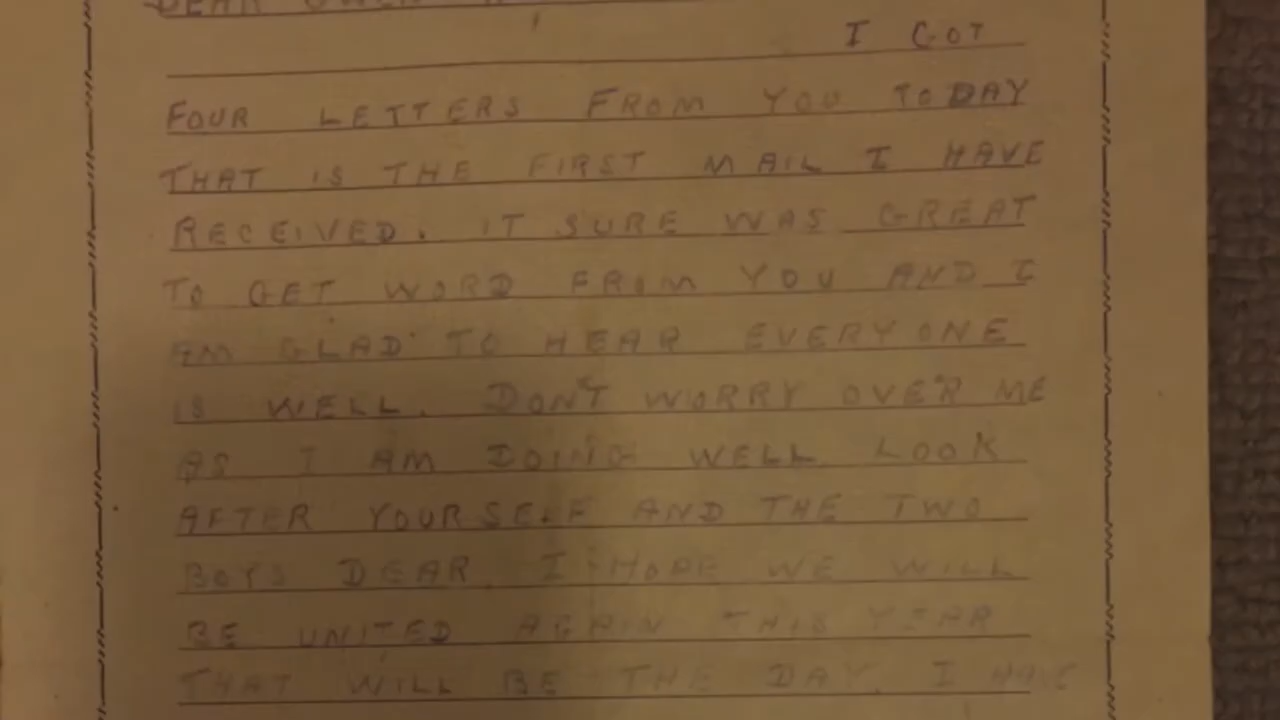 DEAR
I GOT
FOUR LETTERS FROM YOU TODAY
THAT IS THE FIRST MAIL I HAVE
RECEIVED. IT SURE WAS GREAT
TO GET WORD FROM YOU AND I
AM GLAD TO HEAR EVERYONE
IS WELL. DON'T WORRY OVER ME
AS I AM DOING WELL LOOK
AFTER YOURSELF AND THE TWO
BOYS DEAR. I HOPE WE WILL
BE UNITED AGAIN THIS YEAR
THAT WILL BE THE DAY. I HAVE